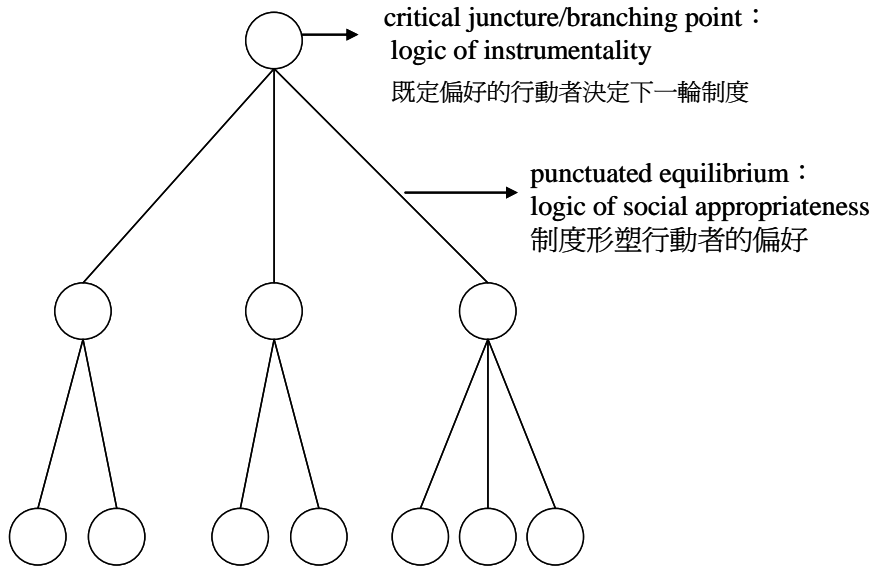 critical juncture/branching point：
logic of instrumentality
既定偏好的行動者決定下一輪制度
punctuated equilibrium：
logic of social appropriateness
制度形塑行動者的偏好